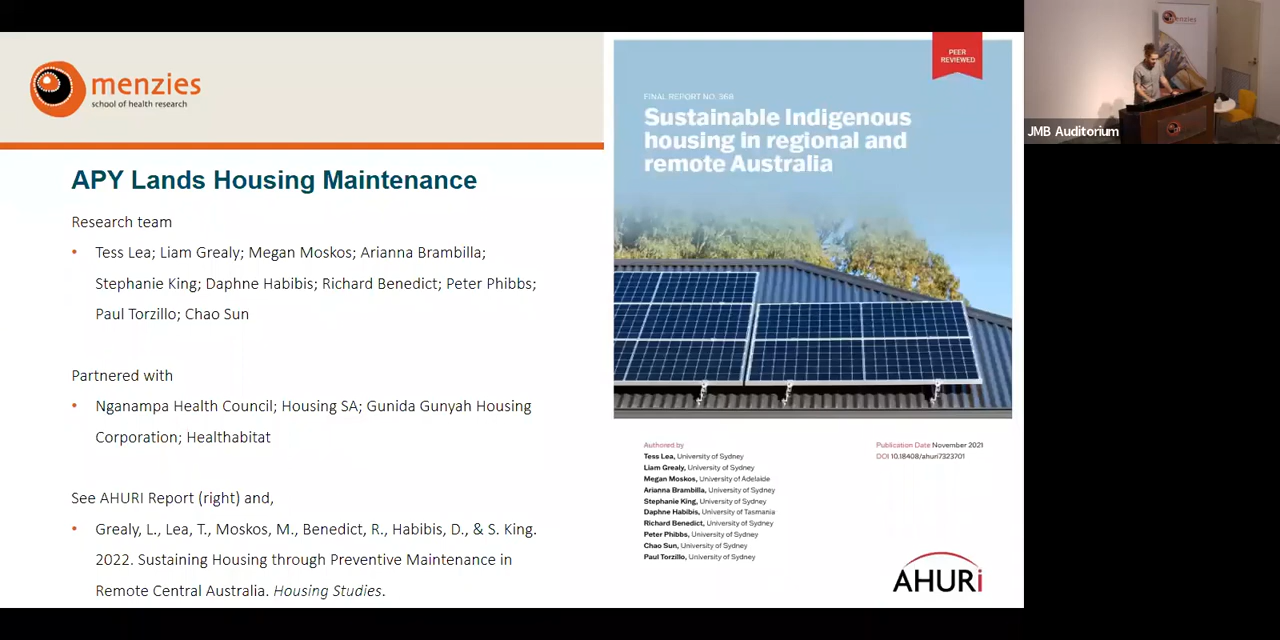 menzies
school of health research
APY Lands Housing Maintenance
Research team
• Tess Lea; Liam Grealy; Megan Moskos; Arianna Brambilla;
Stephanie King; Daphne Habibis; Richard Benedict; Peter Phibbs;
Paul Torzillo; Chao Sun
Partnered with
• Nganampa Health Council; Housing SA; Gunida Gunyah Housing
Corporation; Healthabitat
See AHURI Report (right) and,
• Grealy, L., Lea, T., Moskos, M., Benedict, R., Habibis, D., & S. King.
2022. Sustaining Housing through Preventive Maintenance in
Remote Central Australia. Housing Studies.
PEER
REVIEWED
FINAL REPORT NO. 368
Sustainable Indigenous
housing in regional and
remote Australia
Authored by
Tess Lea, University of Sydney
Liam Grealy, University of Sydney
Megan Moskos, University of Adelaide
Arianna Brambilla, University of Sydney
Stephanie King, University of Sydney
Daphne Habibis, University of Tasmania
Richard Benedict, University of Sydney
Peter Phibbs, University of Sydney
Chao Sun, University of Sydney
Paul Torzillo, University of Sydney
Publication Date November 2021
DOI 10.18408/ahuri7323701
AHURi
menzies
JMB Auditorium